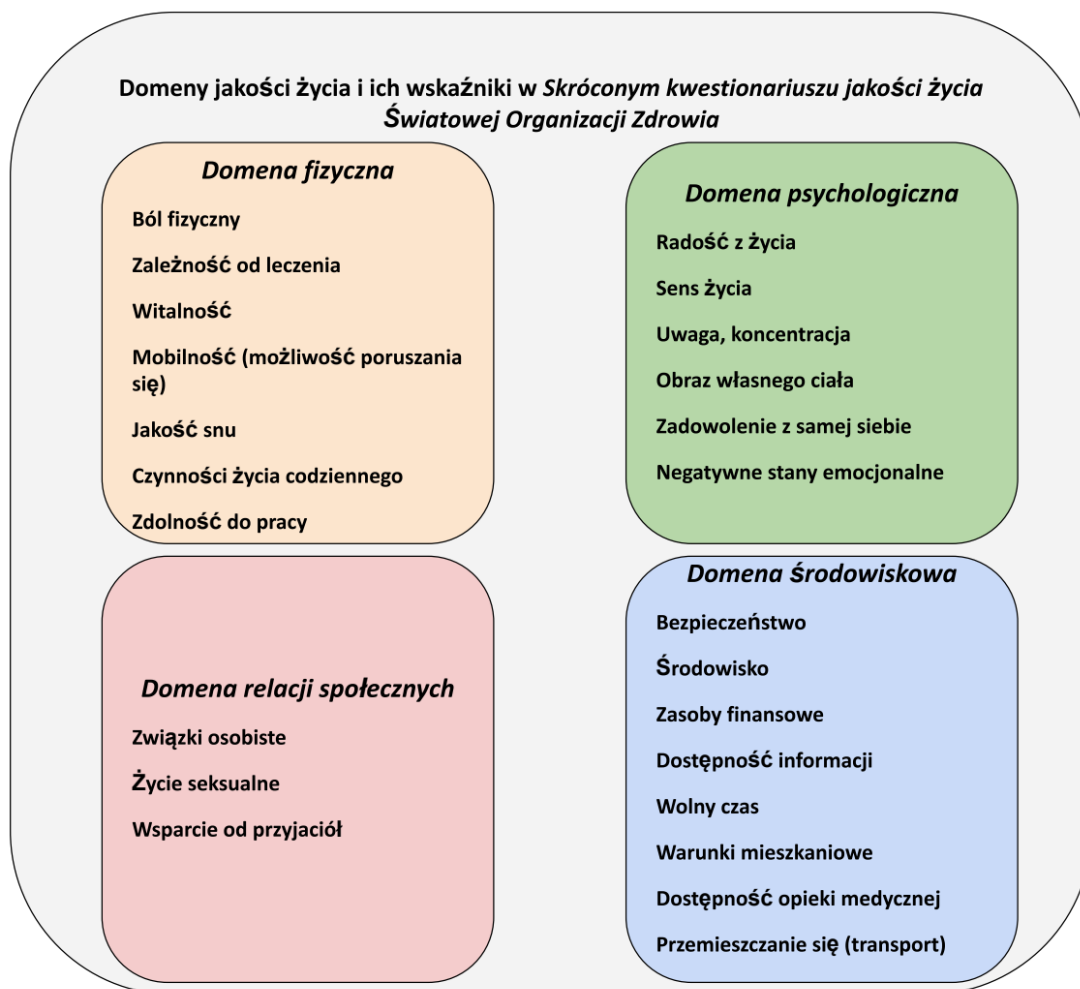 Domeny jakości życia i ich wskaźniki w Skróconym kwestionariuszu jakości życia
Światowej Organizacji Zdrowia
Domena fizyczna
Ból fizyczny
Zależność od leczenia
Witalność
Mobilność (możliwość poruszania
się)
Jakość snu
Czynności życia codziennego
Zdolność do pracy
Domena psychologiczna
Radość z życia
Sens życia
Uwaga, koncentracja
Obraz własnego ciała
Zadowolenie z samej siebie
Negatywne stany emocjonalne
Domena relacji społecznych
Związki osobiste
Życie seksualne
Wsparcie od przyjaciół
Domena środowiskowa
Bezpieczeństwo
Środowisko
Zasoby finansowe
Dostępność informacji
Wolny czas
Warunki mieszkaniowe
Dostępność opieki medycznej
Przemieszczanie się (transport)